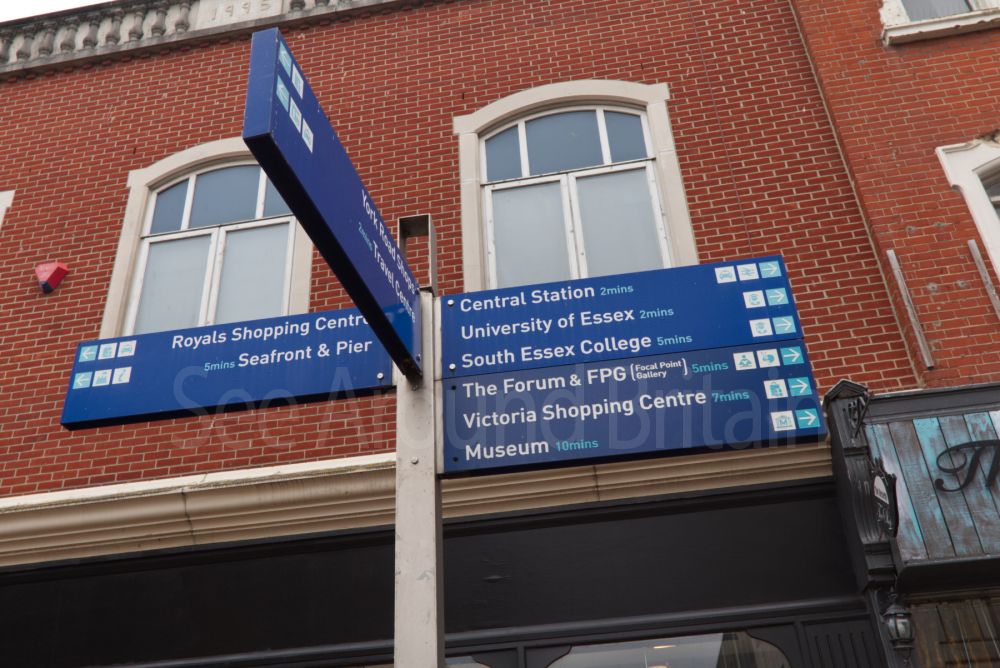 1995
York Road Shops
2mins Travel Centre
Royals Shopping Centre
5mins Seafront & Pier
Central Station 2mins
University of Essex 2mins
South Essex College 5mins
The Forum & FPG (Focal Point Gallery) 5mins
Victoria Shopping Centre 7mins
Museum 10mins
See Around Britain